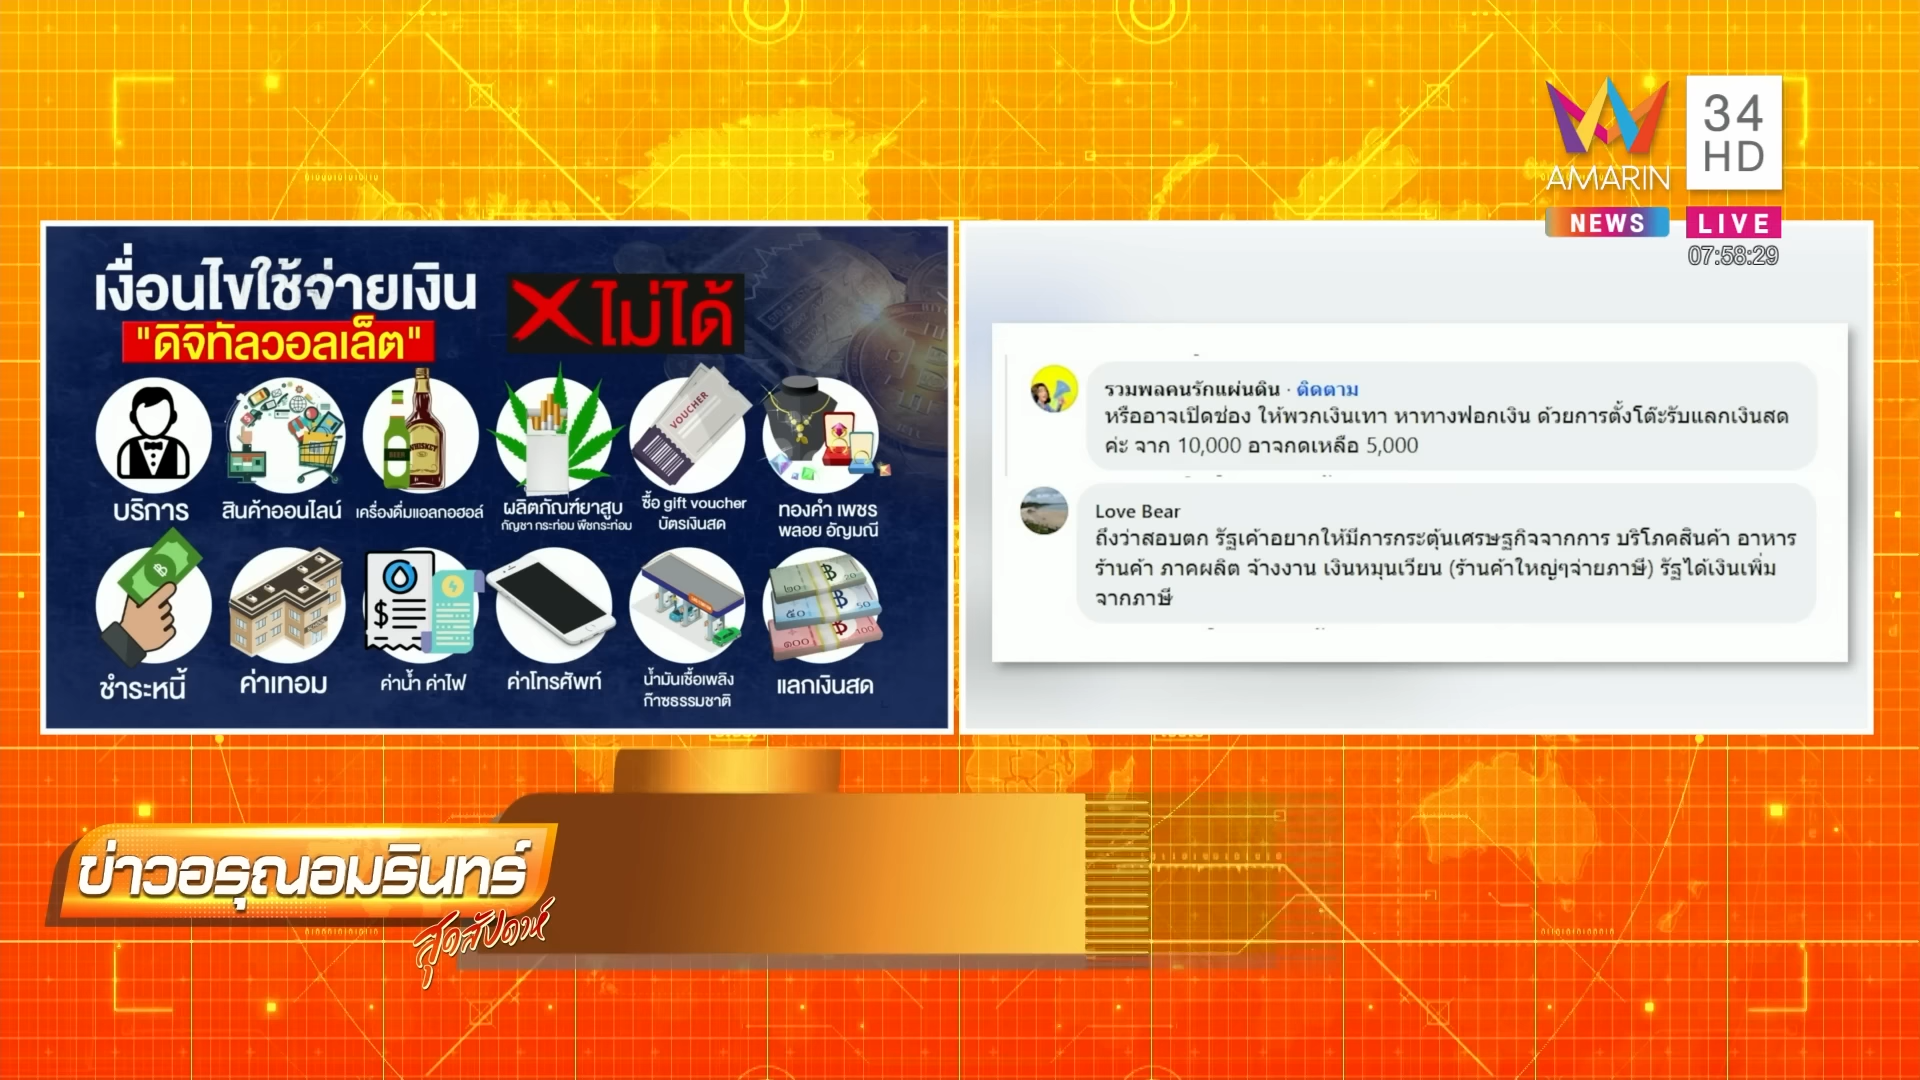 AMARIN
34
HD
NEWS
LIVE
07:58:29
เงื่อนไขใช้จ่ายเงิน
"ดิจิทัลวอลเล็ต"
ไม่ได้
BEER
WHISKEY
VOUCHER
บริการ
สินค้าออนไลน์
เครื่องดื่มแอลกอฮอล์
ผลิตภัณฑ์ยาสูบ
กัญชา กระท่อม พืชกระท่อม
ซื้อ gift voucher
บัตรเงินสด
ทองคำ เพชร
พลอย อัญมณี
ชำระหนี้
ค่าเทอม
ค่าน้ำ ค่าไฟ
ค่าโทรศัพท์
น้ำมันเชื้อเพลิง
ก๊าซธรรมชาติ
แลกเงินสด
รวมพลคนรักแผ่นดิน · ติดตาม
หรืออาจเปิดช่อง ให้พวกเงินเทา หาทางฟอกเงิน ด้วยการตั้งโต๊ะรับแลกเงินสด
ค่ะ จาก 10,000 อาจกดเหลือ 5,000
Love Bear
ถึงว่าสอบตก รัฐเค้าอยากให้มีการกระตุ้นเศรษฐกิจจากการ บริโภคสินค้า อาหาร
ร้านค้า ภาคผลิต จ้างงาน เงินหมุนเวียน (ร้านค้าใหญ่ๆจ่ายภาษี) รัฐได้เงินเพิ่ม
จากภาษี
ข่าวอรุณอมรินทร์
สุดสัปดาห์